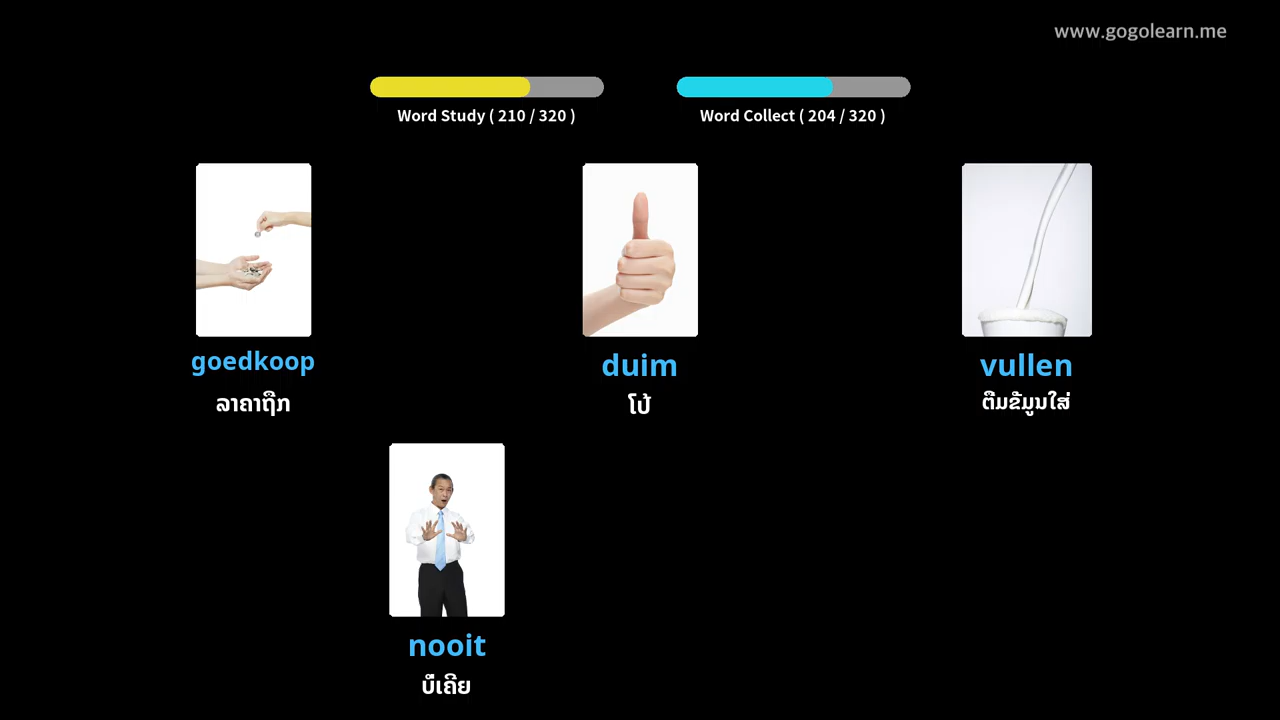 www.gogolearn.me
Word Study ( 210 / 320 )
Word Collect ( 204 / 320 )
goedkoop
ລາຄາຖືກ
duim
ໂປ້
vullen
ຕື່ມຂໍ້ມູນໃສ່
nooit
ບໍ່ເຄີຍ